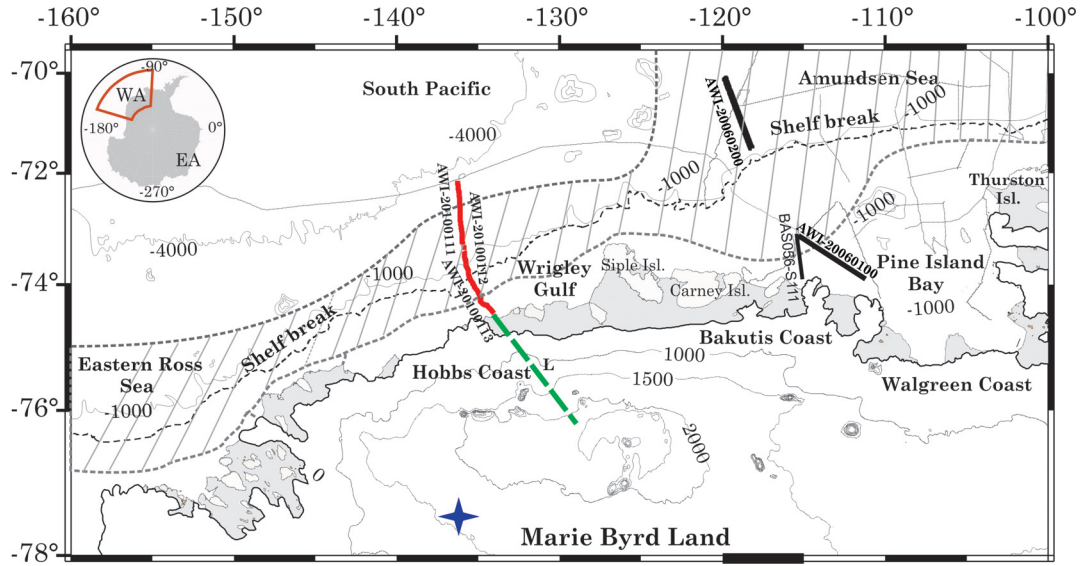 -160° -150° -140° -130° -120° -110° -100°
-70°
-72°
-74°
-76°
-78°
-90°
WA
-180°
0°
EA
-270°
South Pacific
-4000
Amundsen Sea
-1000
Shelf break
AWI-20060200
-1000
Thurston
Isl.
-1000
-4000
AWI-20100111
AWI-20100112
AWI-20100113
-1000
Wrigley
Gulf
Siple Isl.
Carney Isl.
BAS056-S111
AWI-20060100
Pine Island
Bay
-1000
Shelf break
Bakutis Coast
Eastern Ross
Sea
-1000
Hobbs Coast
L
1000
1500
Walgreen Coast
2000
0
Marie Byrd Land